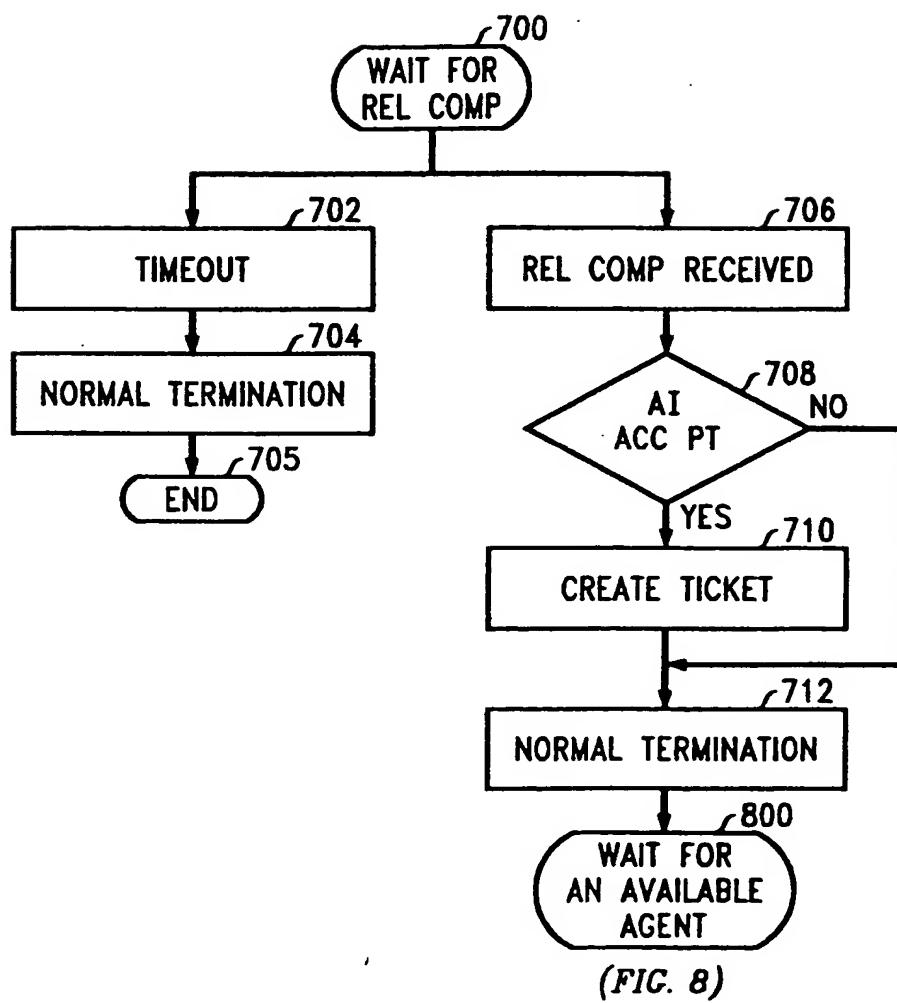 700
WAIT FOR
REL COMP
702
TIMEOUT
704
NORMAL TERMINATION
705
END
706
REL COMP RECEIVED
708
AI
ACC PT
NO
YES
710
CREATE TICKET
712
NORMAL TERMINATION
800
WAIT FOR
AN AVAILABLE
AGENT
(FIG. 8)